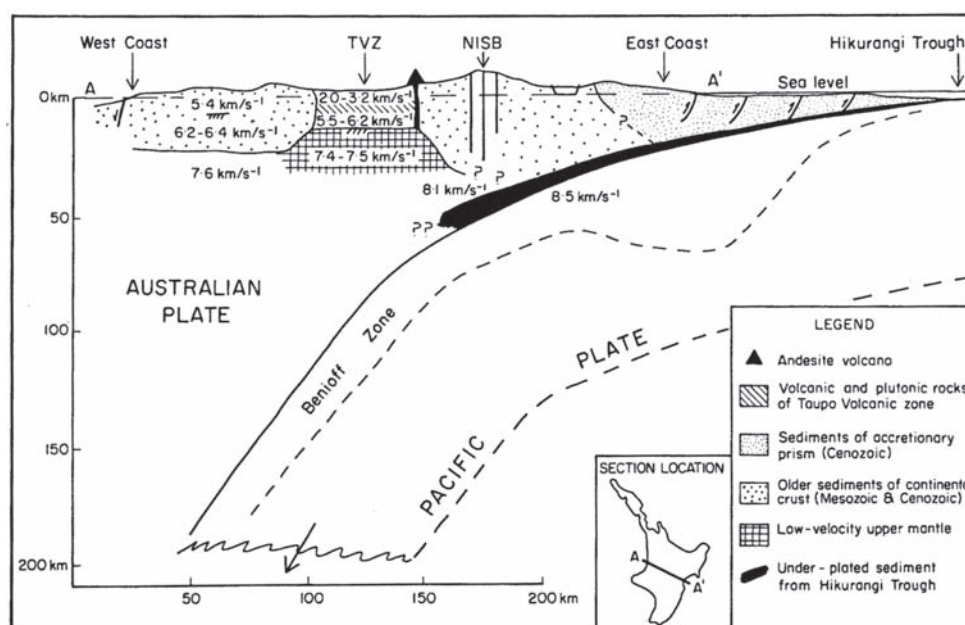 West Coast TVZ NISB East Coast Hikurangi Trough
A A' Sea level
0km
5·4 km/s⁻¹
2·0-3·2 km/s⁻¹
5·5-6·2 km/s⁻¹
6·2-6·4 km/s⁻¹
7·4-7·5 km/s⁻¹
7·6 km/s⁻¹
?
? ?
8·1 km/s⁻¹
8·5 km/s⁻¹
??
50
100
150
200 km
AUSTRALIAN
PLATE
Benioff Zone
PACIFIC PLATE
50 100 150 200 km
SECTION LOCATION
A
A'
LEGEND
Andesite volcano
Volcanic and plutonic rocks
of Taupo Volcanic zone
Sediments of accretionary
prism (Cenozoic)
Older sediments of continenta
crust (Mesozoic & Cenozoic)
Low-velocity upper mantle
Under-plated sediment
from Hikurangi Trough